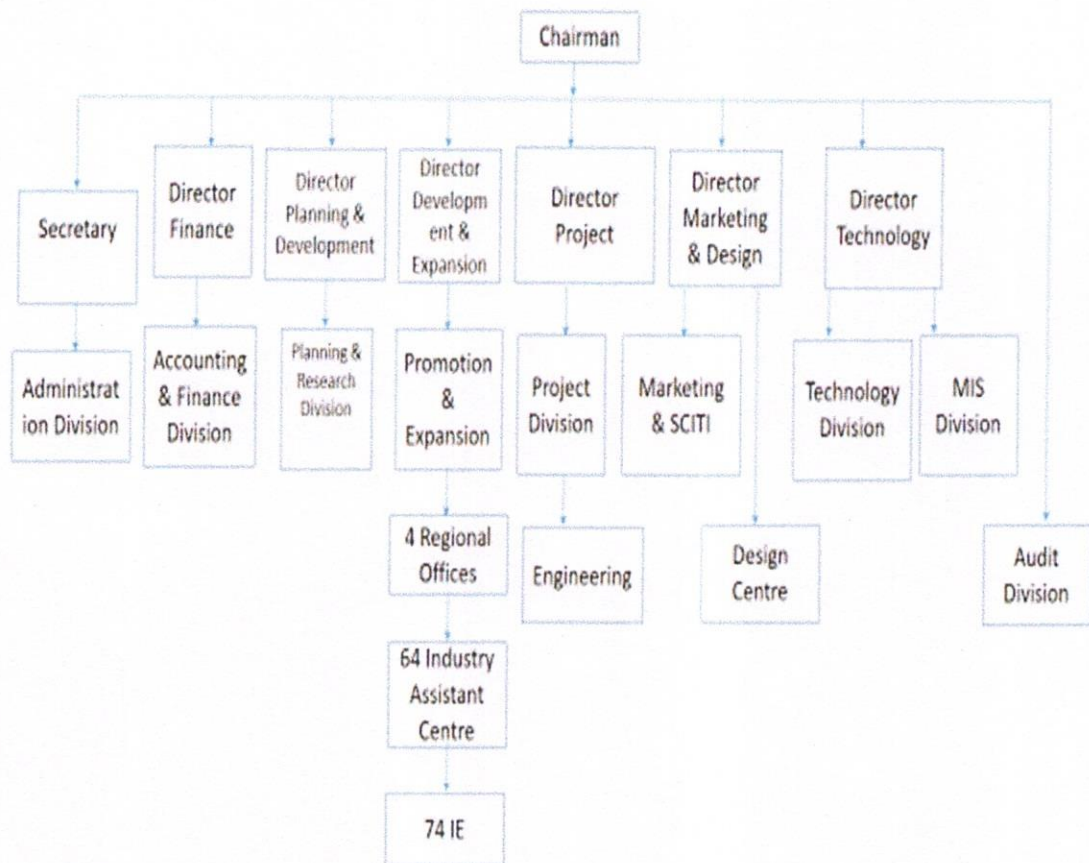 Chairman
Secretary
Director
Finance
Director
Planning &
Development
Director
Developm
ent &
Expansion
Director
Project
Director
Marketing
& Design
Director
Technology
Administrat
ion Division
Accounting
& Finance
Division
Planning &
Research
Division
Promotion
&
Expansion
Project
Division
Marketing
& SCITI
Technology
Division
MIS
Division
4 Regional
Offices
Engineering
Design
Centre
Audit
Division
64 Industry
Assistant
Centre
74 IE